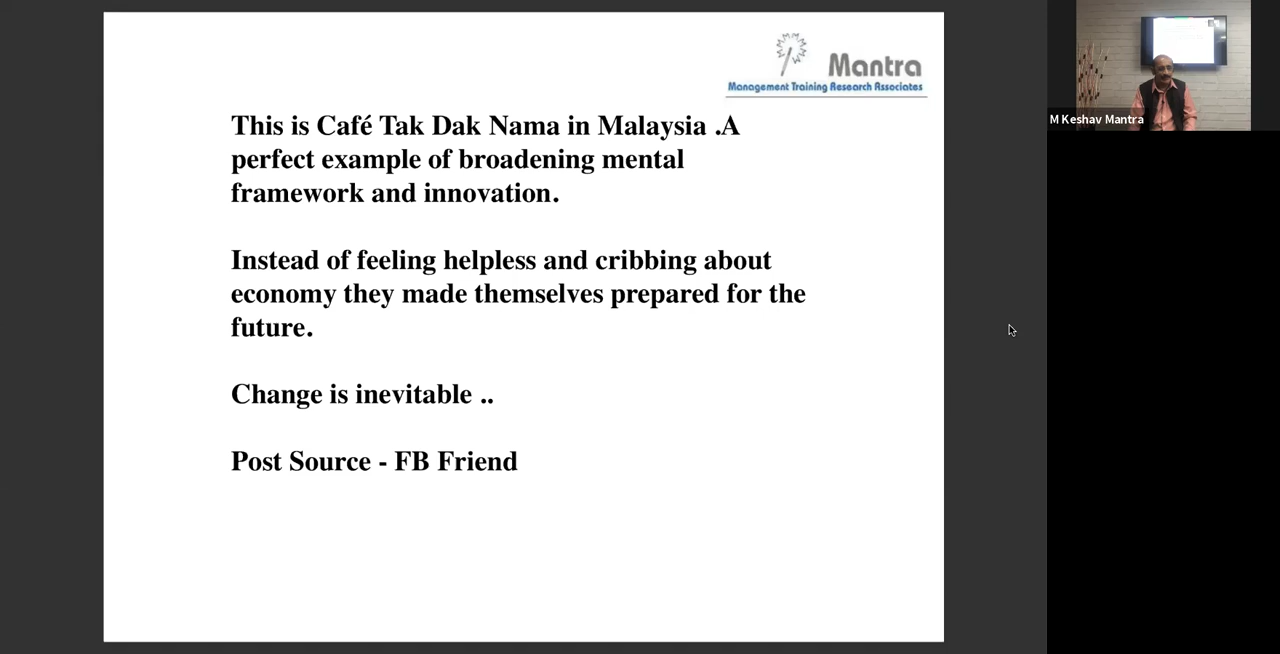 Mantra
Management Training Research Associates
This is Café Tak Dak Nama in Malaysia .A
perfect example of broadening mental
framework and innovation.
Instead of feeling helpless and cribbing about
economy they made themselves prepared for the
future.
Change is inevitable ..
Post Source - FB Friend
M Keshav Mantra